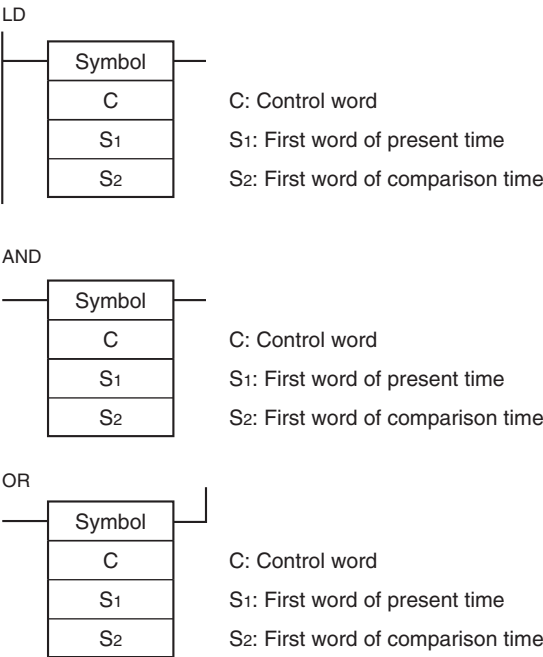 LD
Symbol
C C: Control word
S1 S1: First word of present time
S2 S2: First word of comparison time
AND
Symbol
C C: Control word
S1 S1: First word of present time
S2 S2: First word of comparison time
OR
Symbol
C C: Control word
S1 S1: First word of present time
S2 S2: First word of comparison time